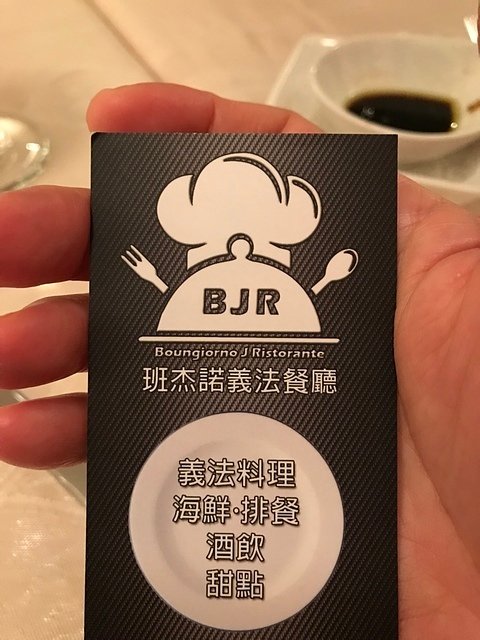 BJR
Boungiorno J Ristorante
班杰諾義法餐廳
義法料理
海鮮·排餐
酒飲
甜點